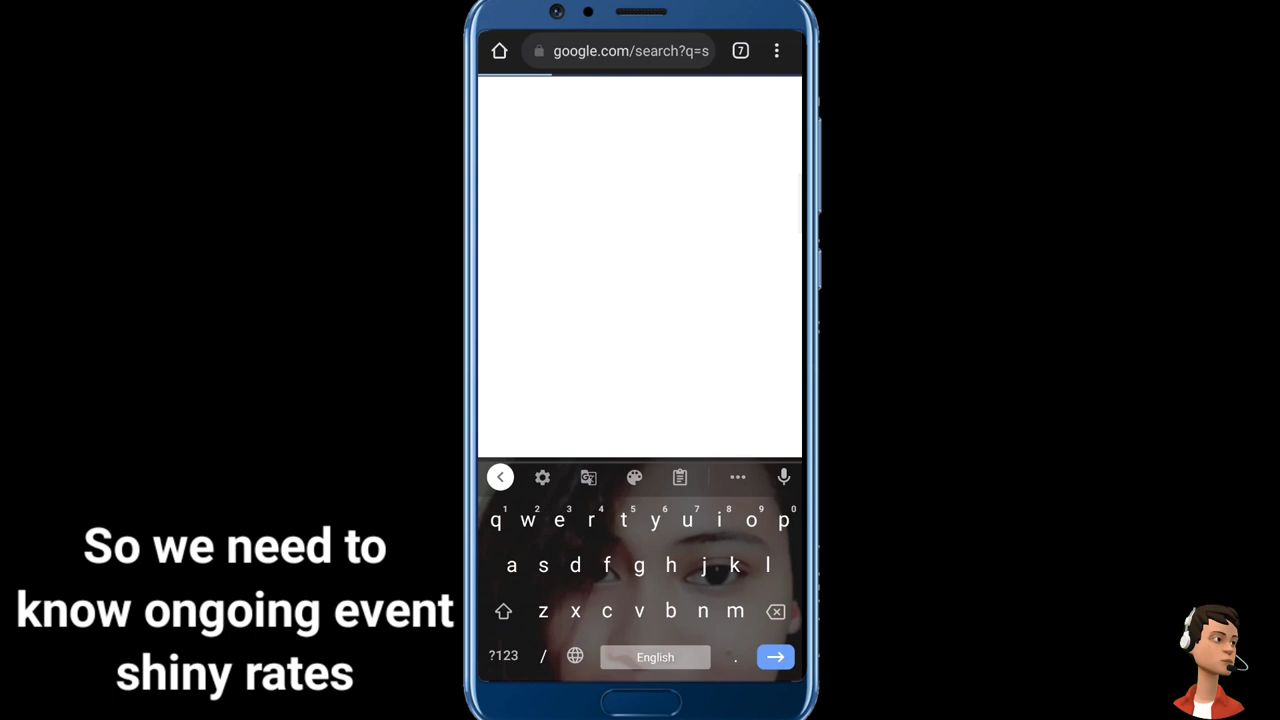 google.com/search?q=s
7
1 2 3 4 5 6 7 8 9 0
q w e r t y u i o p
a s d f g h j k l
z x c v b n m
?123 / English .
So we need to
know ongoing event
shiny rates